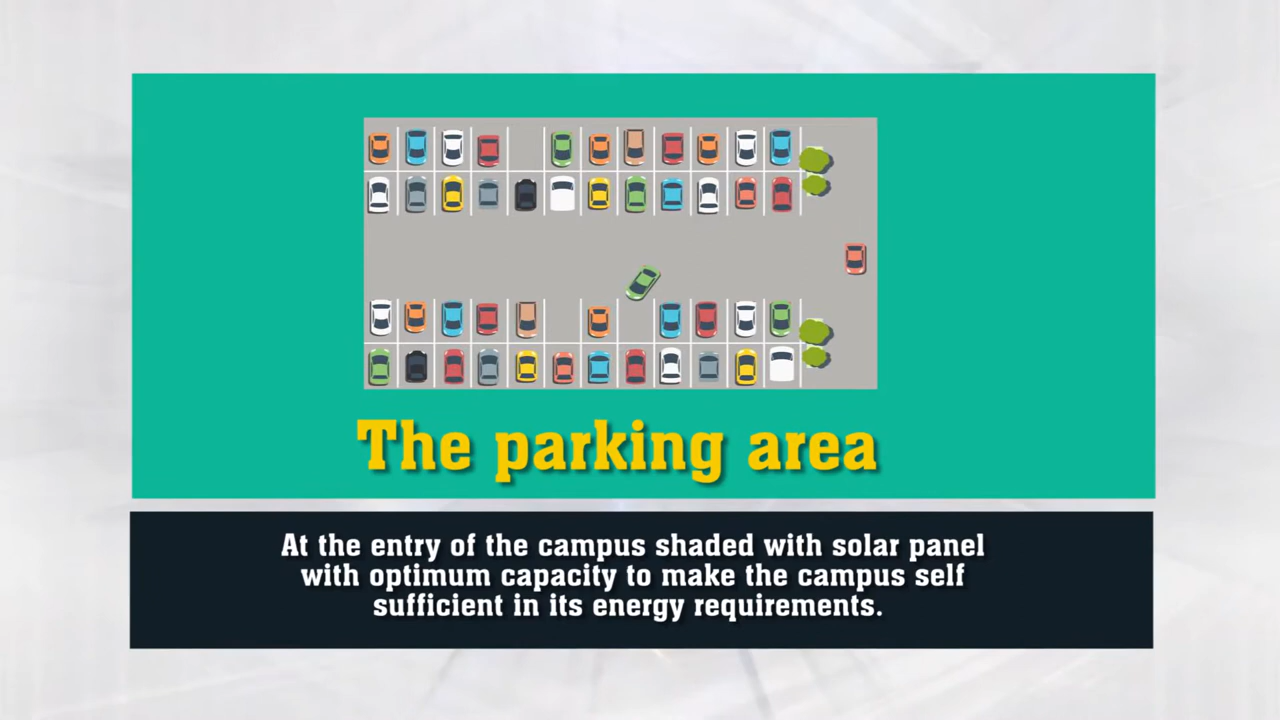 The parking area
At the entry of the campus shaded with solar panel
with optimum capacity to make the campus self
sufficient in its energy requirements.